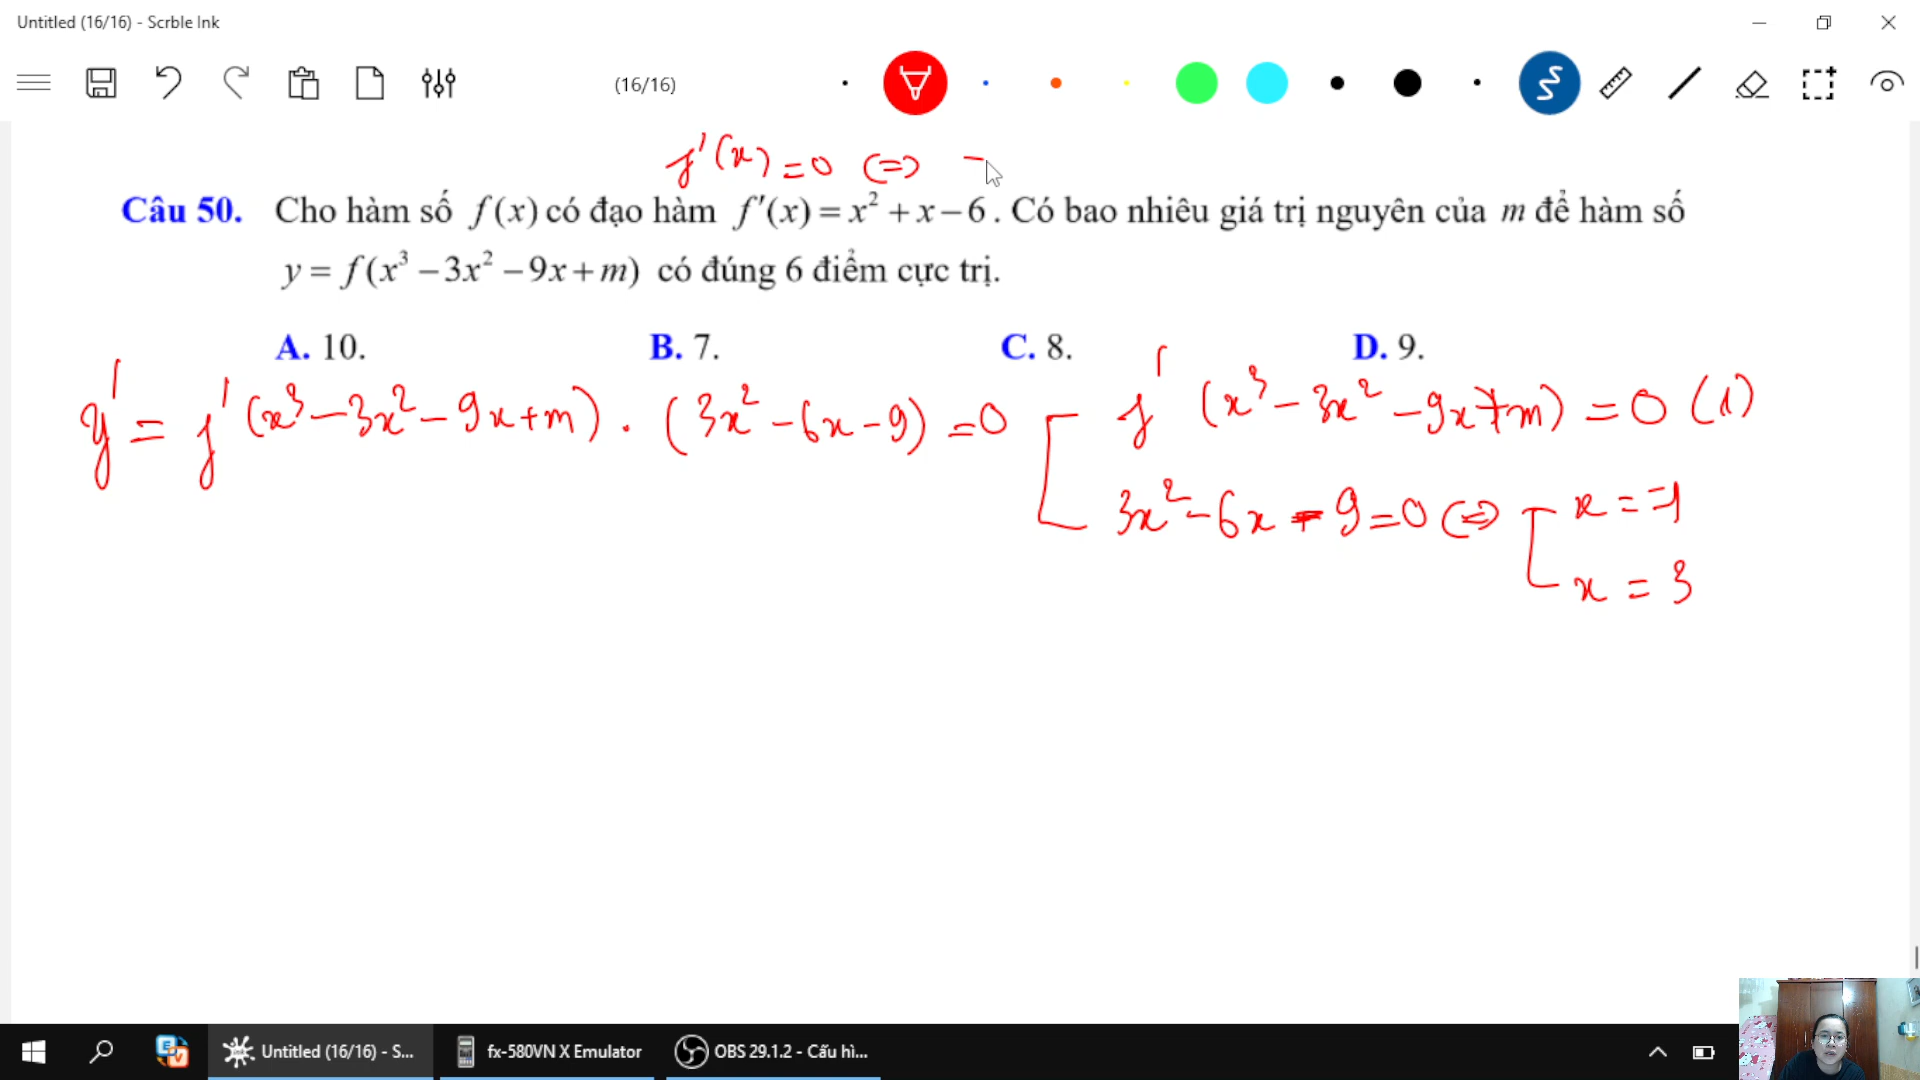 Untitled (16/16) - Scrble Ink
(16/16)
f'(x) = 0 (=)
Câu 50. Cho hàm số f(x) có đạo hàm f′(x) = x² + x − 6. Có bao nhiêu giá trị nguyên của m để hàm số
y = f(x³ − 3x² − 9x + m) có đúng 6 điểm cực trị.
A. 10. B. 7. C. 8. D. 9.
y' = f'(x³ − 3x² − 9x + m) . (3x² − 6x − 9) = 0 [ f'(x³ − 3x² − 9x + m) = 0 (1)
3x² − 6x − 9 = 0 (=) [ x = −1
x = 3
Untitled (16/16) - S...
fx-580VN X Emulator
OBS 29.1.2 - Cấu hì...